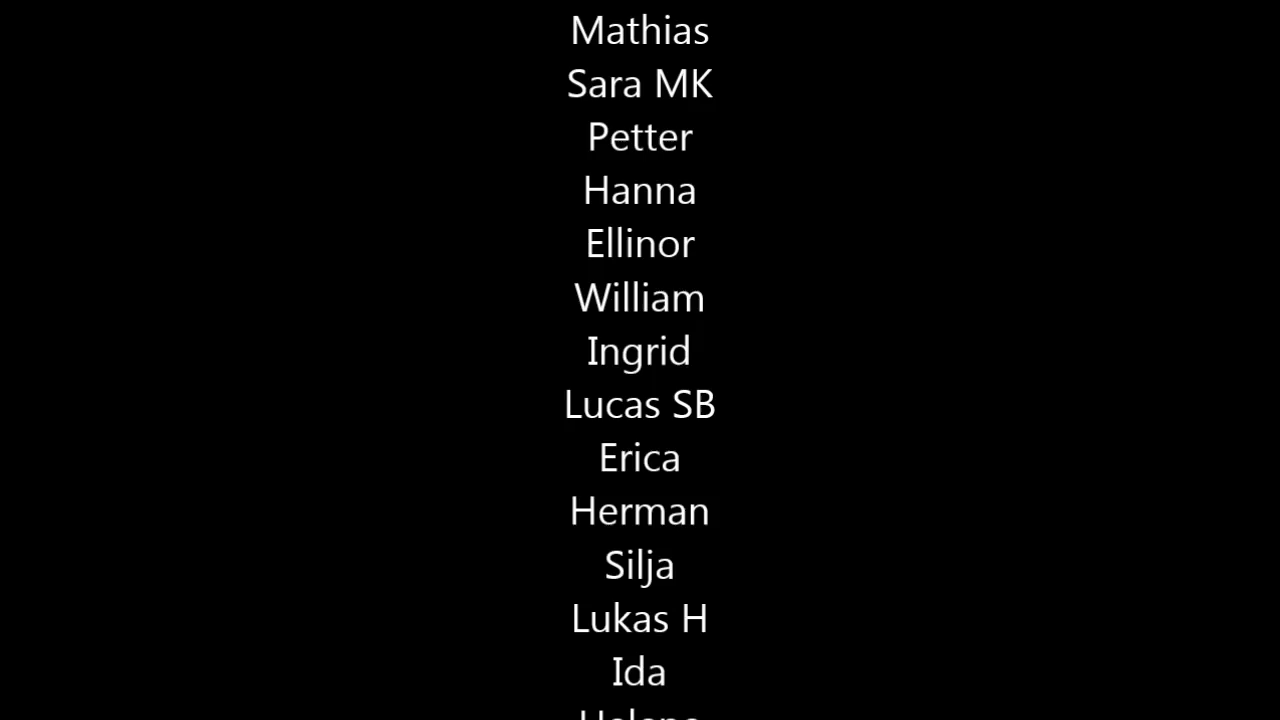 Mathias
Sara MK
Petter
Hanna
Ellinor
William
Ingrid
Lucas SB
Erica
Herman
Silja
Lukas H
Ida